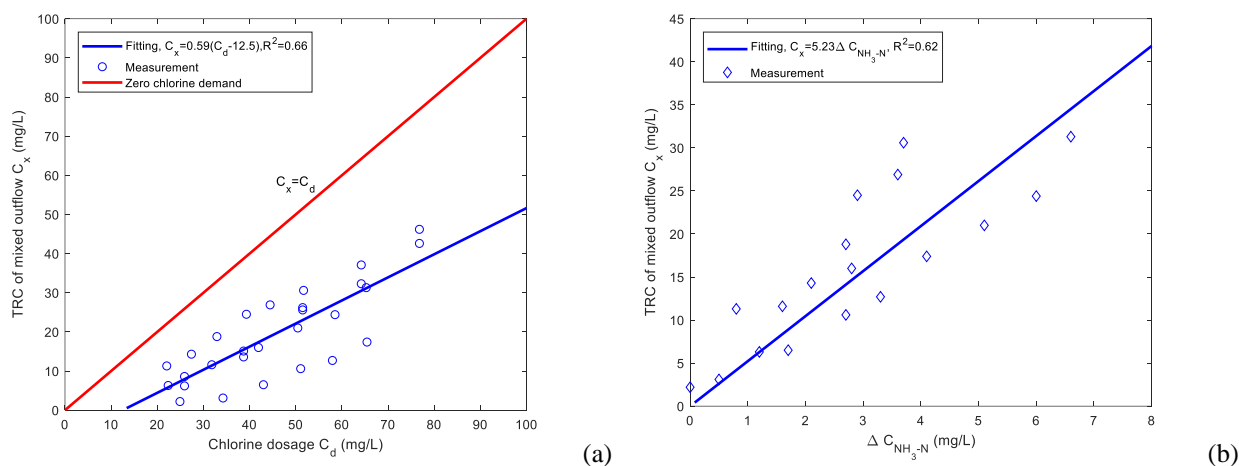 Fitting, C_x=0.59(C_d-12.5),R^2=0.66
Measurement
Zero chlorine demand
C_x=C_d
100
90
80
70
60
50
40
30
20
10
0
TRC of mixed outflow C_x (mg/L)
0 10 20 30 40 50 60 70 80 90 100
Chlorine dosage C_d (mg/L)
(a)
Fitting, C_x=5.23Δ C_NH_3-N, R^2=0.62
Measurement
45
40
35
30
25
20
15
10
5
0
TRC of mixed outflow C_x (mg/L)
0 1 2 3 4 5 6 7 8
Δ C_NH_3-N (mg/L)
(b)